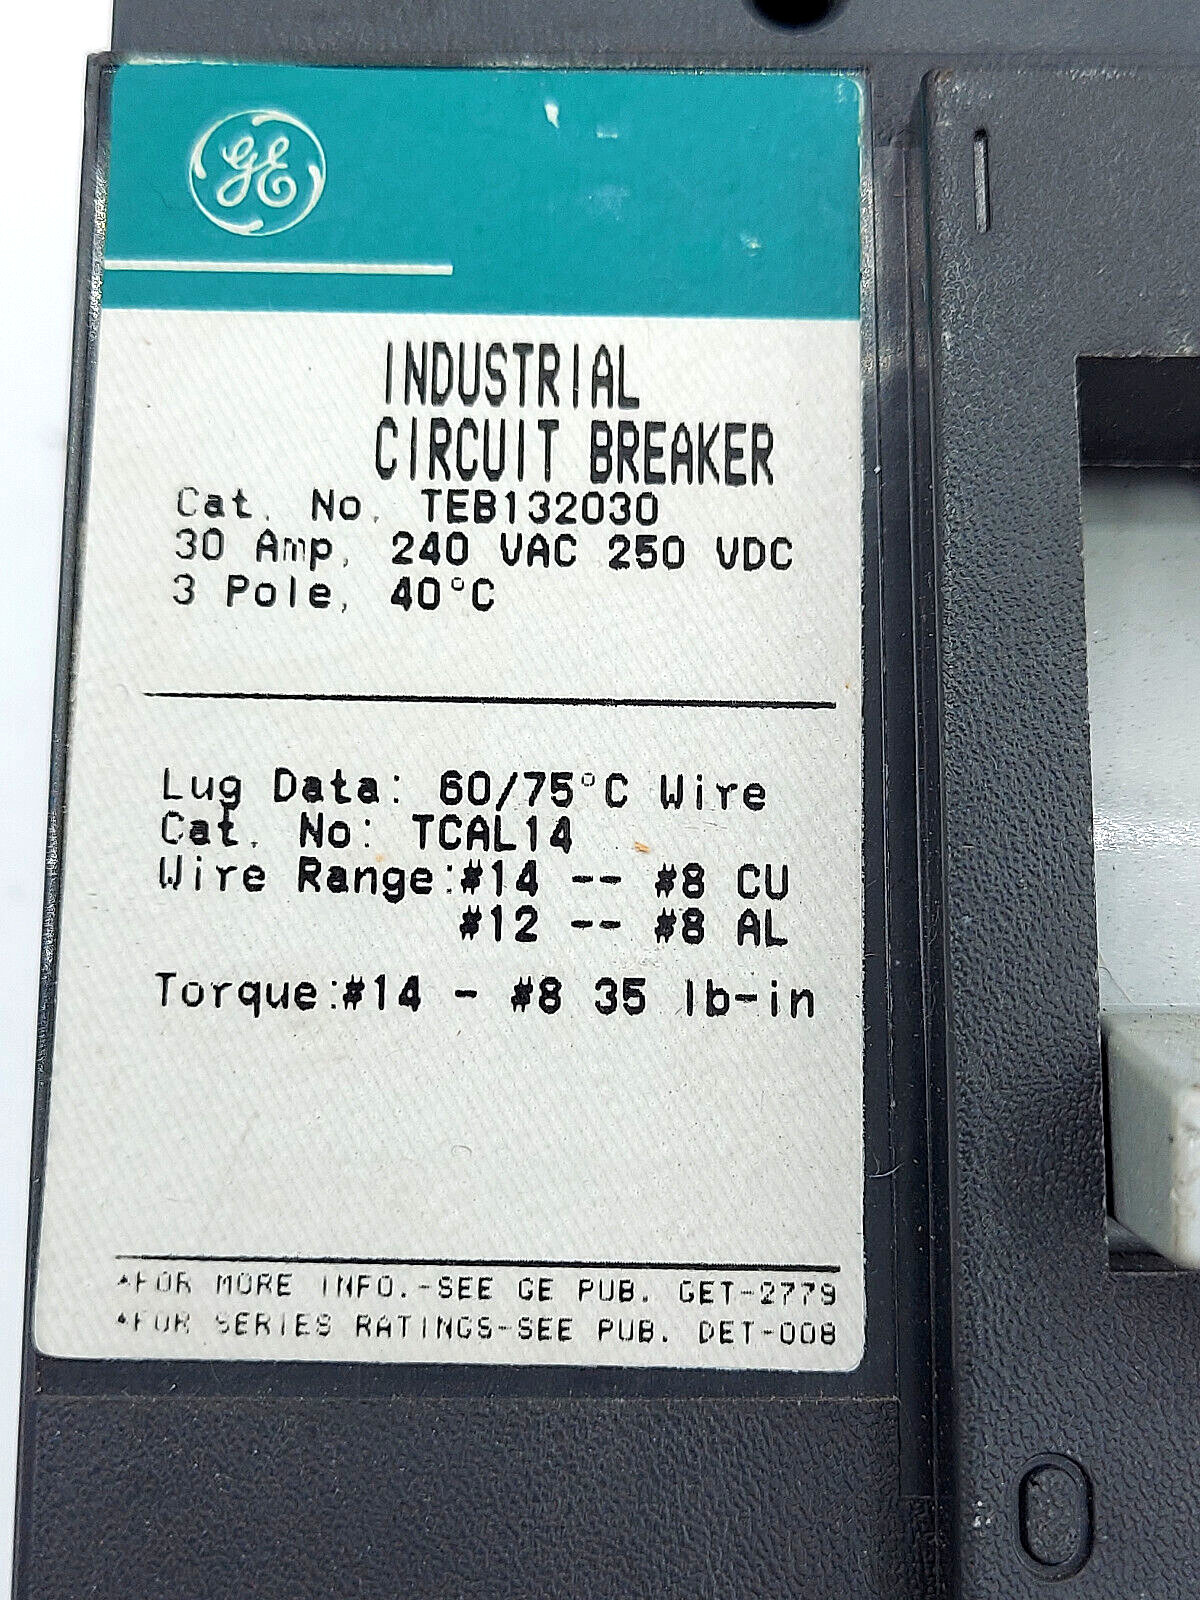 GE
INDUSTRIAL
CIRCUIT BREAKER
Cat. No. TEB132030
30 Amp, 240 VAC 250 VDC
3 Pole, 40°C
Lug Data: 60/75°C Wire
Cat. No: TCAL14
Wire Range:#14 -- #8 CU
#12 -- #8 AL
Torque:#14 - #8 35 lb-in
*FOR MORE INFO.-SEE GE PUB. GET-2779
*FOR SERIES RATINGS-SEE PUB. DET-008
I
O